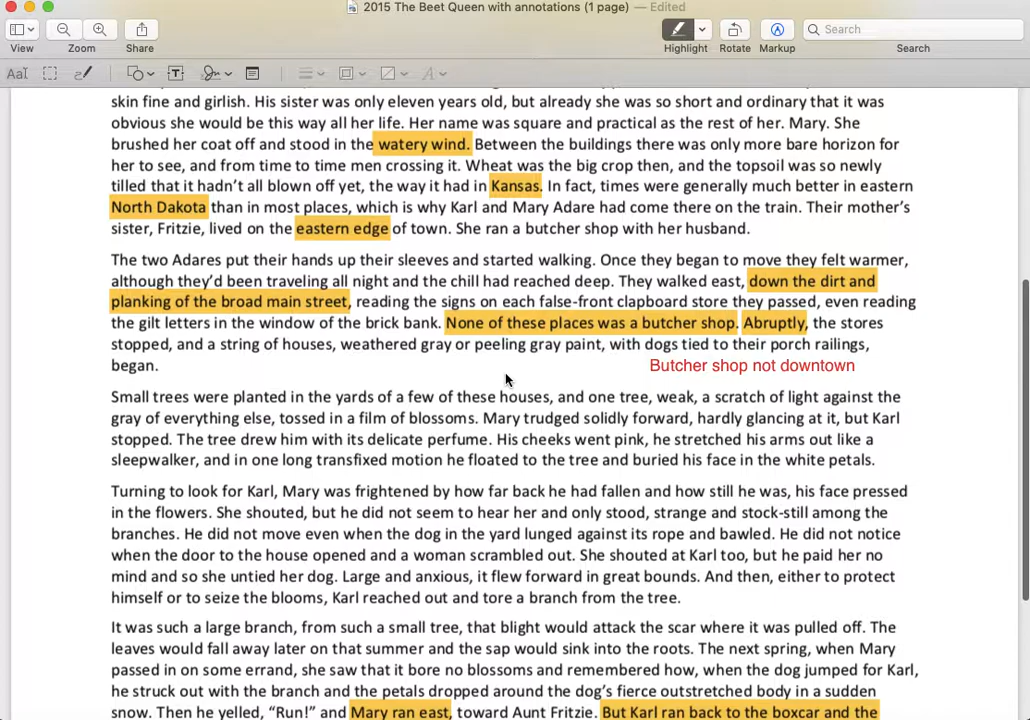 2015 The Beet Queen with annotations (1 page) — Edited
View
Zoom
Share
Highlight
Rotate
Markup
Search
Search
skin fine and girlish. His sister was only eleven years old, but already she was so short and ordinary that it was
obvious she would be this way all her life. Her name was square and practical as the rest of her. Mary. She
brushed her coat off and stood in the watery wind. Between the buildings there was only more bare horizon for
her to see, and from time to time men crossing it. Wheat was the big crop then, and the topsoil was so newly
tilled that it hadn't all blown off yet, the way it had in Kansas. In fact, times were generally much better in eastern
North Dakota than in most places, which is why Karl and Mary Adare had come there on the train. Their mother's
sister, Fritzie, lived on the eastern edge of town. She ran a butcher shop with her husband.
The two Adares put their hands up their sleeves and started walking. Once they began to move they felt warmer,
although they'd been traveling all night and the chill had reached deep. They walked east, down the dirt and
planking of the broad main street, reading the signs on each false-front clapboard store they passed, even reading
the gilt letters in the window of the brick bank. None of these places was a butcher shop. Abruptly, the stores
stopped, and a string of houses, weathered gray or peeling gray paint, with dogs tied to their porch railings,
began.
Butcher shop not downtown
Small trees were planted in the yards of a few of these houses, and one tree, weak, a scratch of light against the
gray of everything else, tossed in a film of blossoms. Mary trudged solidly forward, hardly glancing at it, but Karl
stopped. The tree drew him with its delicate perfume. His cheeks went pink, he stretched his arms out like a
sleepwalker, and in one long transfixed motion he floated to the tree and buried his face in the white petals.
Turning to look for Karl, Mary was frightened by how far back he had fallen and how still he was, his face pressed
in the flowers. She shouted, but he did not seem to hear her and only stood, strange and stock-still among the
branches. He did not move even when the dog in the yard lunged against its rope and bawled. He did not notice
when the door to the house opened and a woman scrambled out. She shouted at Karl too, but he paid her no
mind and so she untied her dog. Large and anxious, it flew forward in great bounds. And then, either to protect
himself or to seize the blooms, Karl reached out and tore a branch from the tree.
It was such a large branch, from such a small tree, that blight would attack the scar where it was pulled off. The
leaves would fall away later on that summer and the sap would sink into the roots. The next spring, when Mary
passed in on some errand, she saw that it bore no blossoms and remembered how, when the dog jumped for Karl,
he struck out with the branch and the petals dropped around the dog's fierce outstretched body in a sudden
snow. Then he yelled, "Run!" and Mary ran east, toward Aunt Fritzie. But Karl ran back to the boxcar and the